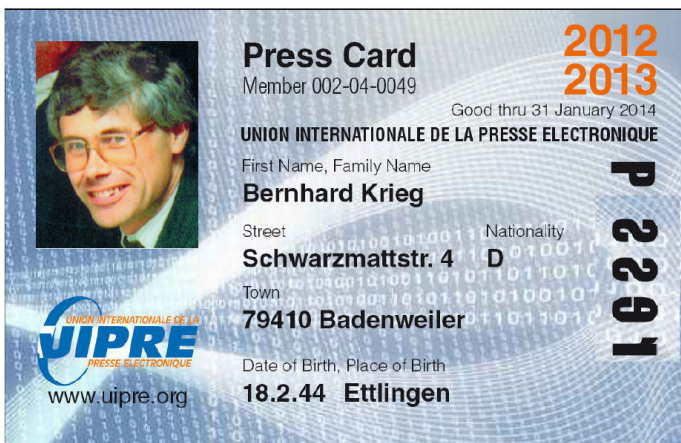 Press Card
Member 002-04-0049
2012
2013
Good thru 31 January 2014
UNION INTERNATIONALE DE LA PRESSE ELECTRONIQUE
First Name, Family Name
Bernhard Krieg
Street Nationality
Schwarzmattstr. 4 D
Town
79410 Badenweiler
Date of Birth, Place of Birth
18.2.44 Ettlingen
P 2291
UNION INTERNATIONALE DE LA
UIPRE
PRESSE ELECTRONIQUE
www.uipre.org